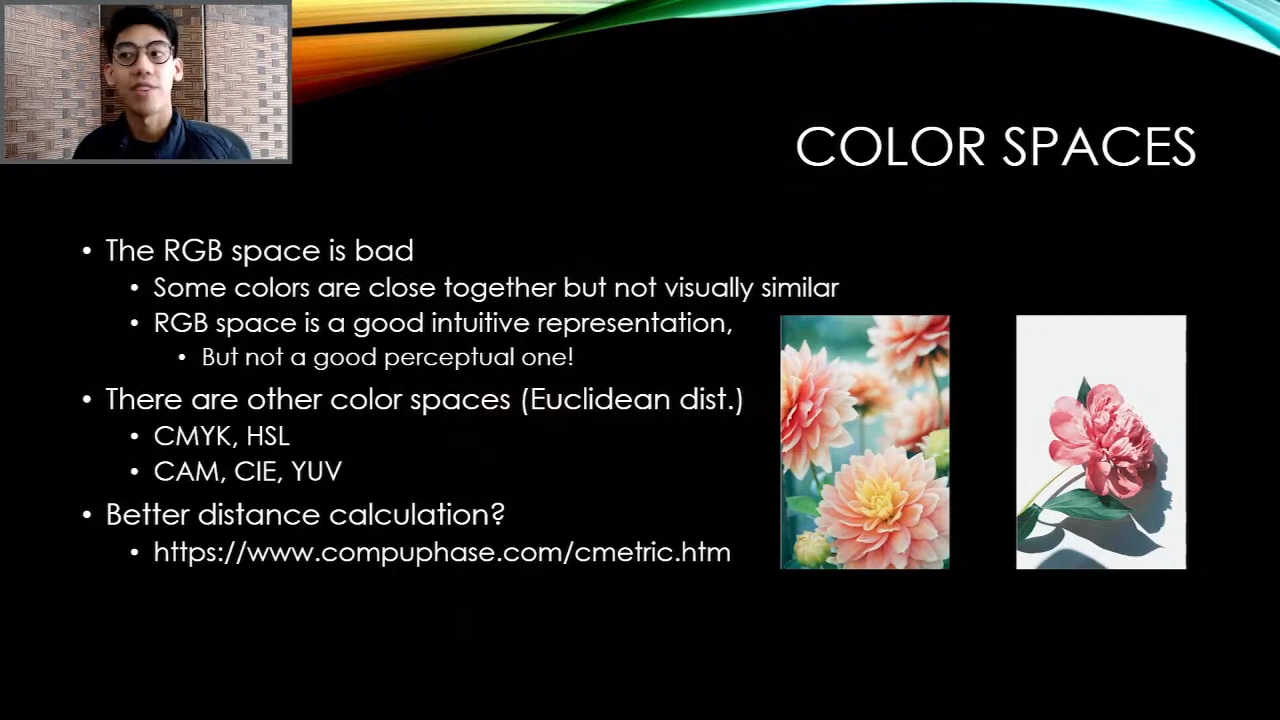 COLOR SPACES
• The RGB space is bad
• Some colors are close together but not visually similar
• RGB space is a good intuitive representation,
• But not a good perceptual one!
• There are other color spaces (Euclidean dist.)
• CMYK, HSL
• CAM, CIE, YUV
• Better distance calculation?
• https://www.compuphase.com/cmetric.htm